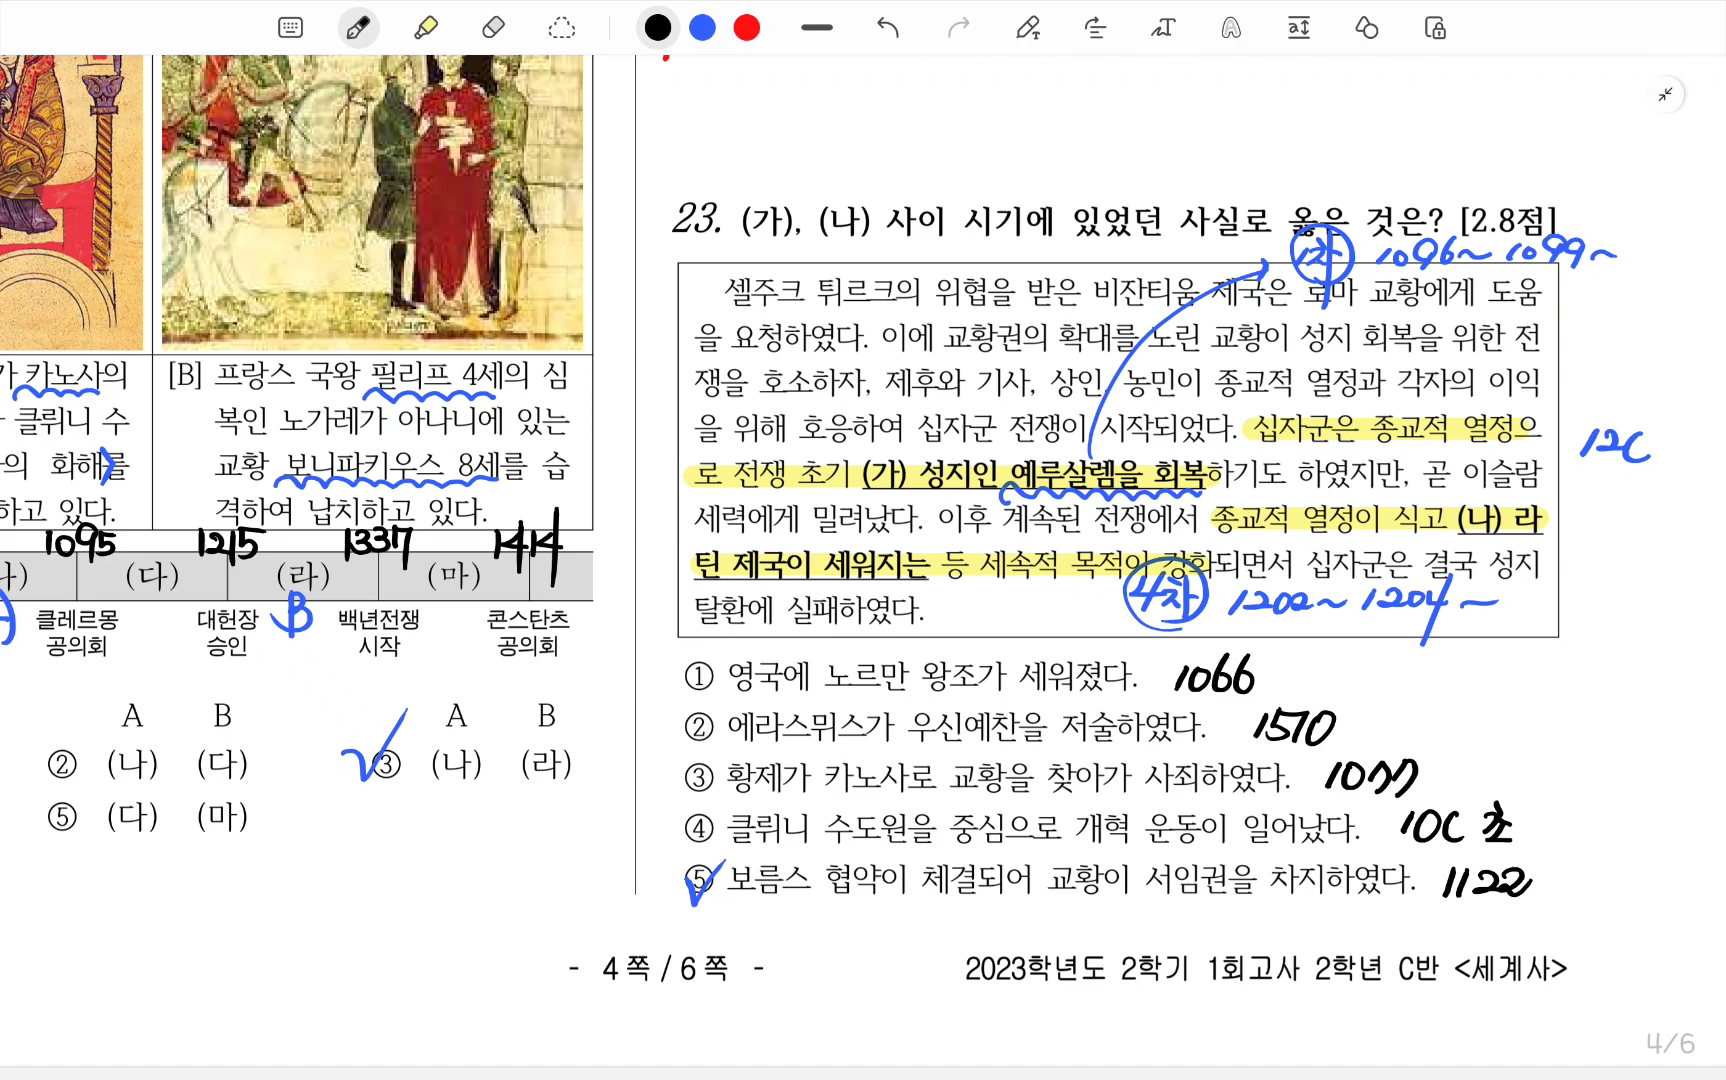 가 카노사의
클뤼니 수
의 화해를
하고 있다.
[B] 프랑스 국왕 필리프 4세의 심
복인 노가레가 아나니에 있는
교황 보니파키우스 8세를 습
격하여 납치하고 있다.
1095 1215 1337 1414
나) (다) (라) (마)
B
클레르몽 공의회
대헌장 승인
백년전쟁 시작
콘스탄츠 공의회
A B A B
② (나) (다) ③ (나) (라)
⑤ (다) (마)
23. (가), (나) 사이 시기에 있었던 사실로 옳은 것은? [2.8점]
1차 1096~1099~
셀주크 튀르크의 위협을 받은 비잔티움 제국은 로마 교황에게 도움
을 요청하였다. 이에 교황권의 확대를 노린 교황이 성지 회복을 위한 전
쟁을 호소하자, 제후와 기사, 상인, 농민이 종교적 열정과 각자의 이익
을 위해 호응하여 십자군 전쟁이 시작되었다. 십자군은 종교적 열정으
12C
로 전쟁 초기 (가) 성지인 예루살렘을 회복하기도 하였지만, 곧 이슬람
세력에게 밀려났다. 이후 계속된 전쟁에서 종교적 열정이 식고 (나) 라
틴 제국이 세워지는 등 세속적 목적이 강화되면서 십자군은 결국 성지
탈환에 실패하였다.
4차 1202~1204~
① 영국에 노르만 왕조가 세워졌다. 1066
② 에라스뮈스가 우신예찬을 저술하였다. 1510
③ 황제가 카노사로 교황을 찾아가 사죄하였다. 1077
④ 클뤼니 수도원을 중심으로 개혁 운동이 일어났다. 10C 초
⑤ 보름스 협약이 체결되어 교황이 서임권을 차지하였다. 1122
- 4쪽 / 6쪽 -
2023학년도 2학기 1회고사 2학년 C반 <세계사>
4/6